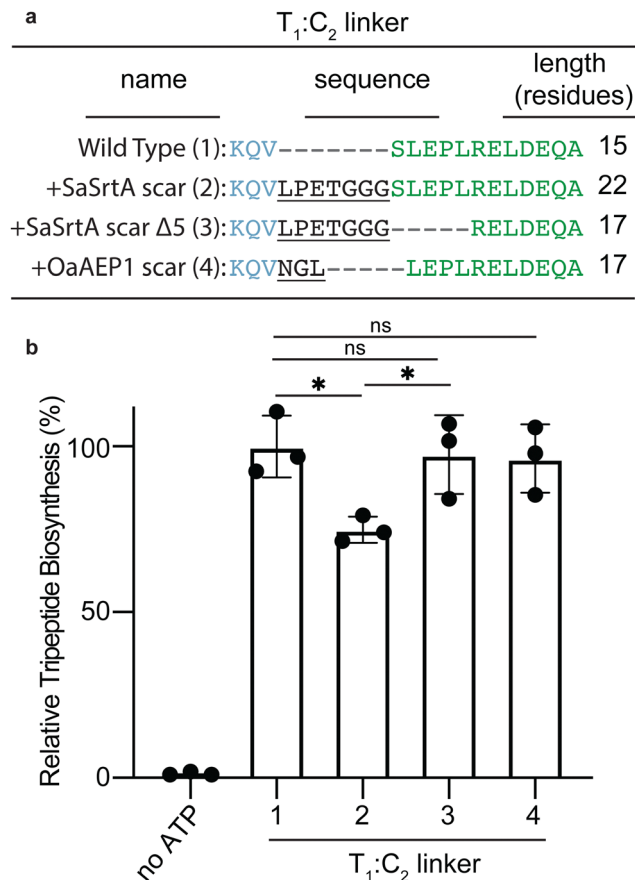 a
T1:C2 linker
name sequence length (residues)
Wild Type (1): KQV-------SLEPLRELDEQA 15
+SaSrtA scar (2): KQVLPETGGGSLEPLRELDEQA 22
+SaSrtA scar Δ5 (3): KQVLPETGGG-----RELDEQA 17
+OaAEP1 scar (4): KQVNGL-----LEPLRELDEQA 17
b
ns
ns
* *
Relative Tripeptide Biosynthesis (%)
100
50
0
no ATP 1 2 3 4
T1:C2 linker